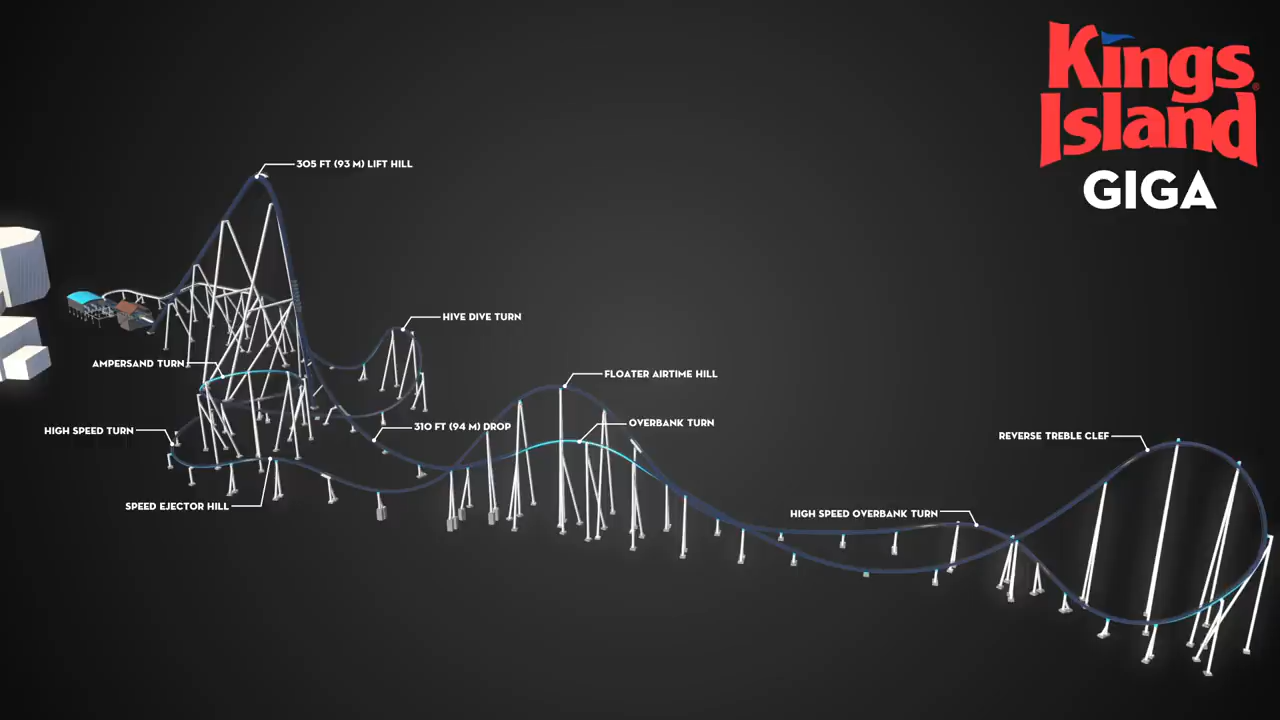 Kings
Island®
GIGA
305 FT (93 M) LIFT HILL
HIVE DIVE TURN
AMPERSAND TURN
FLOATER AIRTIME HILL
OVERBANK TURN
310 FT (94 M) DROP
HIGH SPEED TURN
REVERSE TREBLE CLEF
SPEED EJECTOR HILL
HIGH SPEED OVERBANK TURN